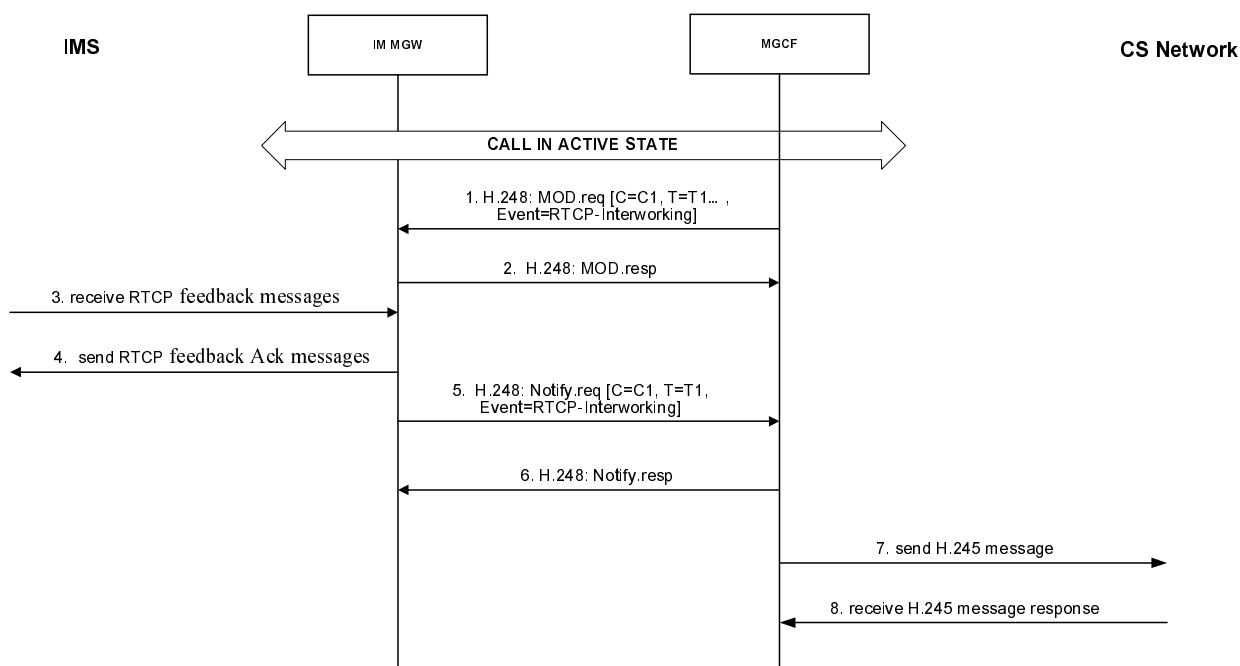 IMS
IM MGW
MGCF
CS Network
CALL IN ACTIVE STATE
1. H.248: MOD.req [C=C1, T=T1... ,
Event=RTCP-Interworking]
2. H.248: MOD.resp
3. receive RTCP feedback messages
4. send RTCP feedback Ack messages
5. H.248: Notify.req [C=C1, T=T1,
Event=RTCP-Interworking]
6. H.248: Notify.resp
7. send H.245 message
8. receive H.245 message response